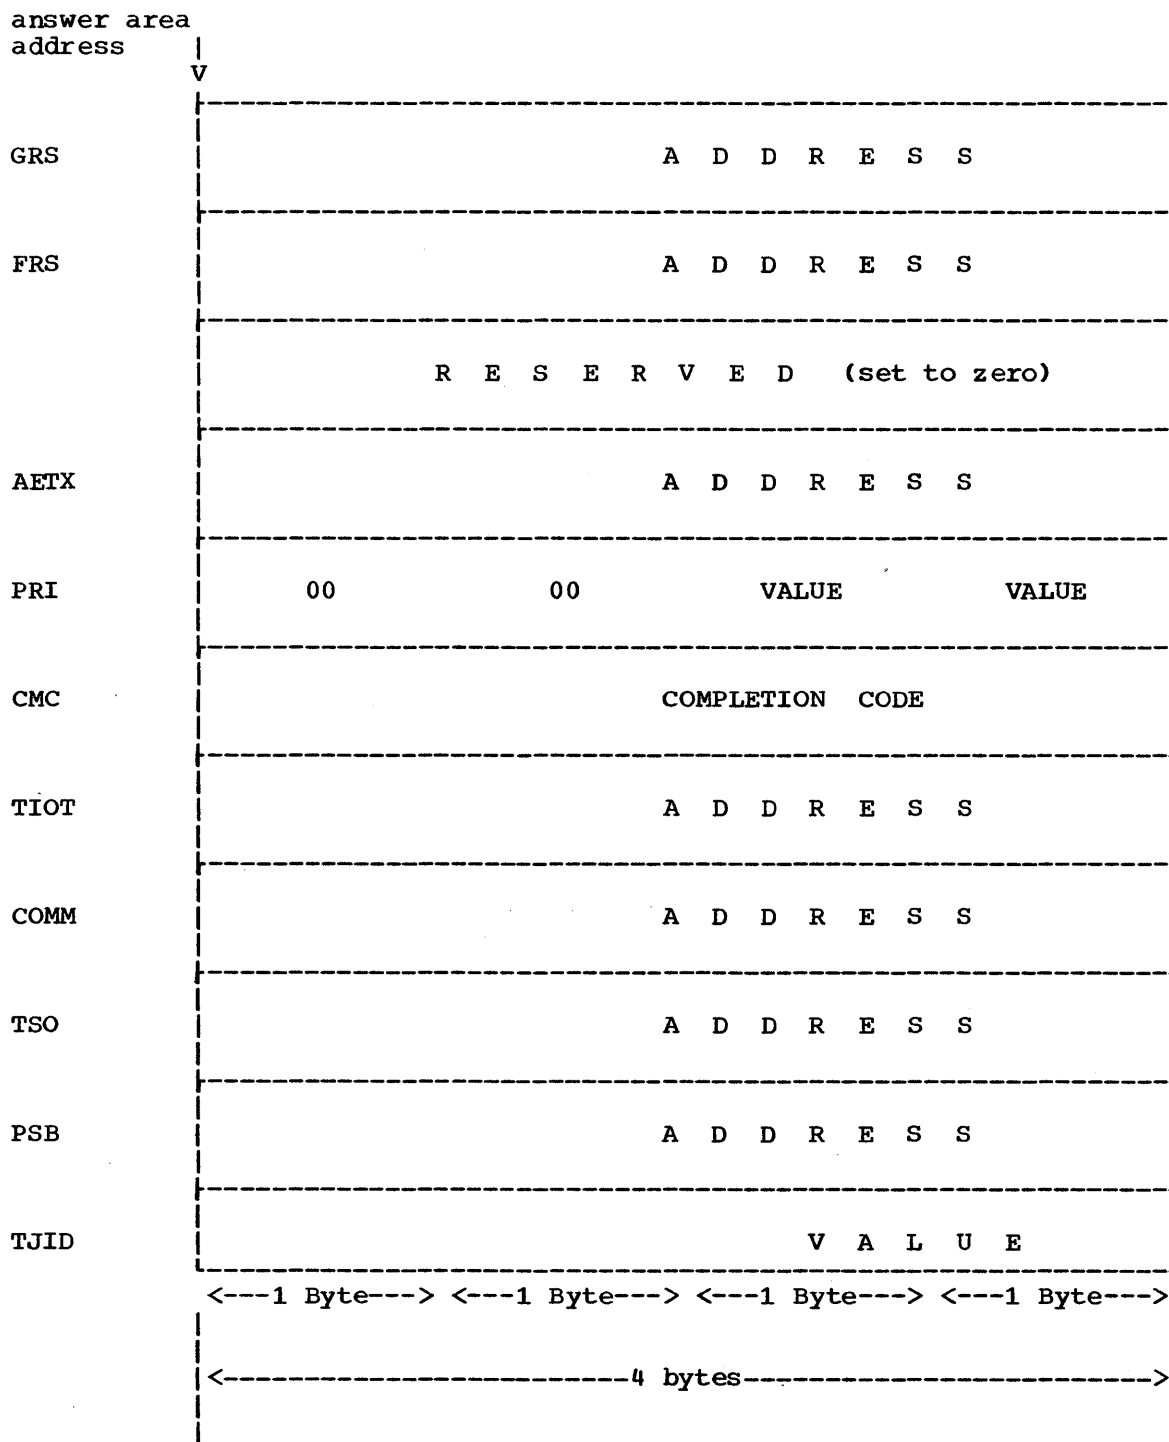 answer area
address
V
GRS A D D R E S S
FRS A D D R E S S
R E S E R V E D (set to zero)
AETX A D D R E S S
PRI 00 00 VALUE VALUE
CMC COMPLETION CODE
TIOT A D D R E S S
COMM A D D R E S S
TSO A D D R E S S
PSB A D D R E S S
TJID V A L U E
<---1 Byte---> <---1 Byte---> <---1 Byte---> <---1 Byte--->
<-------------------------4 bytes------------------------->